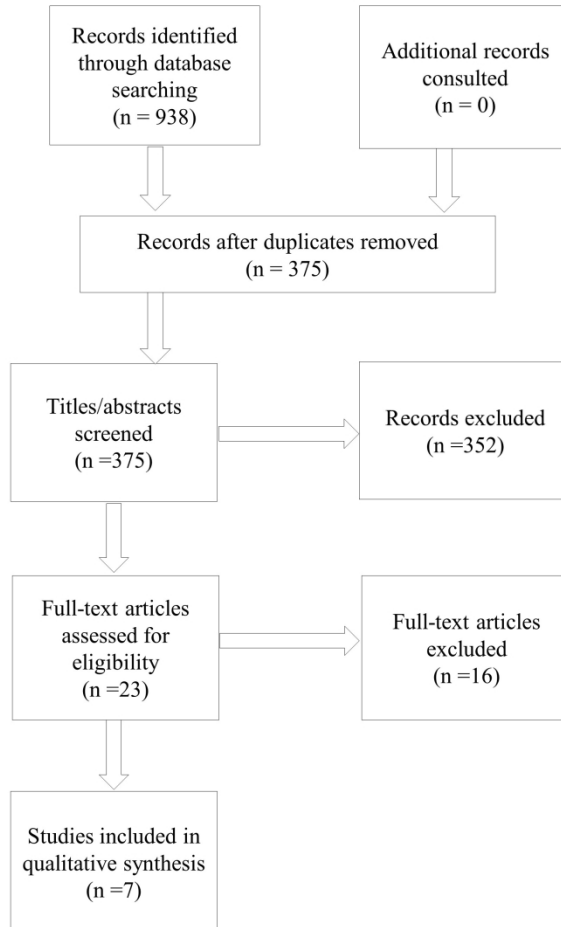 Records identified
through database
searching
(n = 938)
Additional records
consulted
(n = 0)
Records after duplicates removed
(n = 375)
Titles/abstracts
screened
(n =375)
Records excluded
(n =352)
Full-text articles
assessed for
eligibility
(n =23)
Full-text articles
excluded
(n =16)
Studies included in
qualitative synthesis
(n =7)